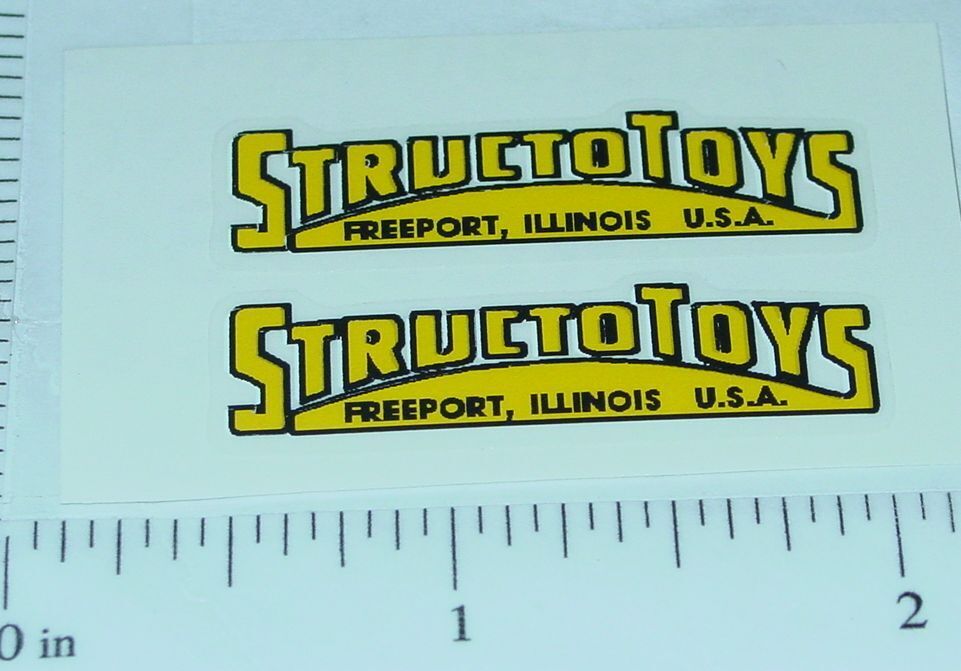 STRUCTOTOYS
FREEPORT, ILLINOIS U.S.A.
STRUCTOTOYS
FREEPORT, ILLINOIS U.S.A.
0 in 1 2